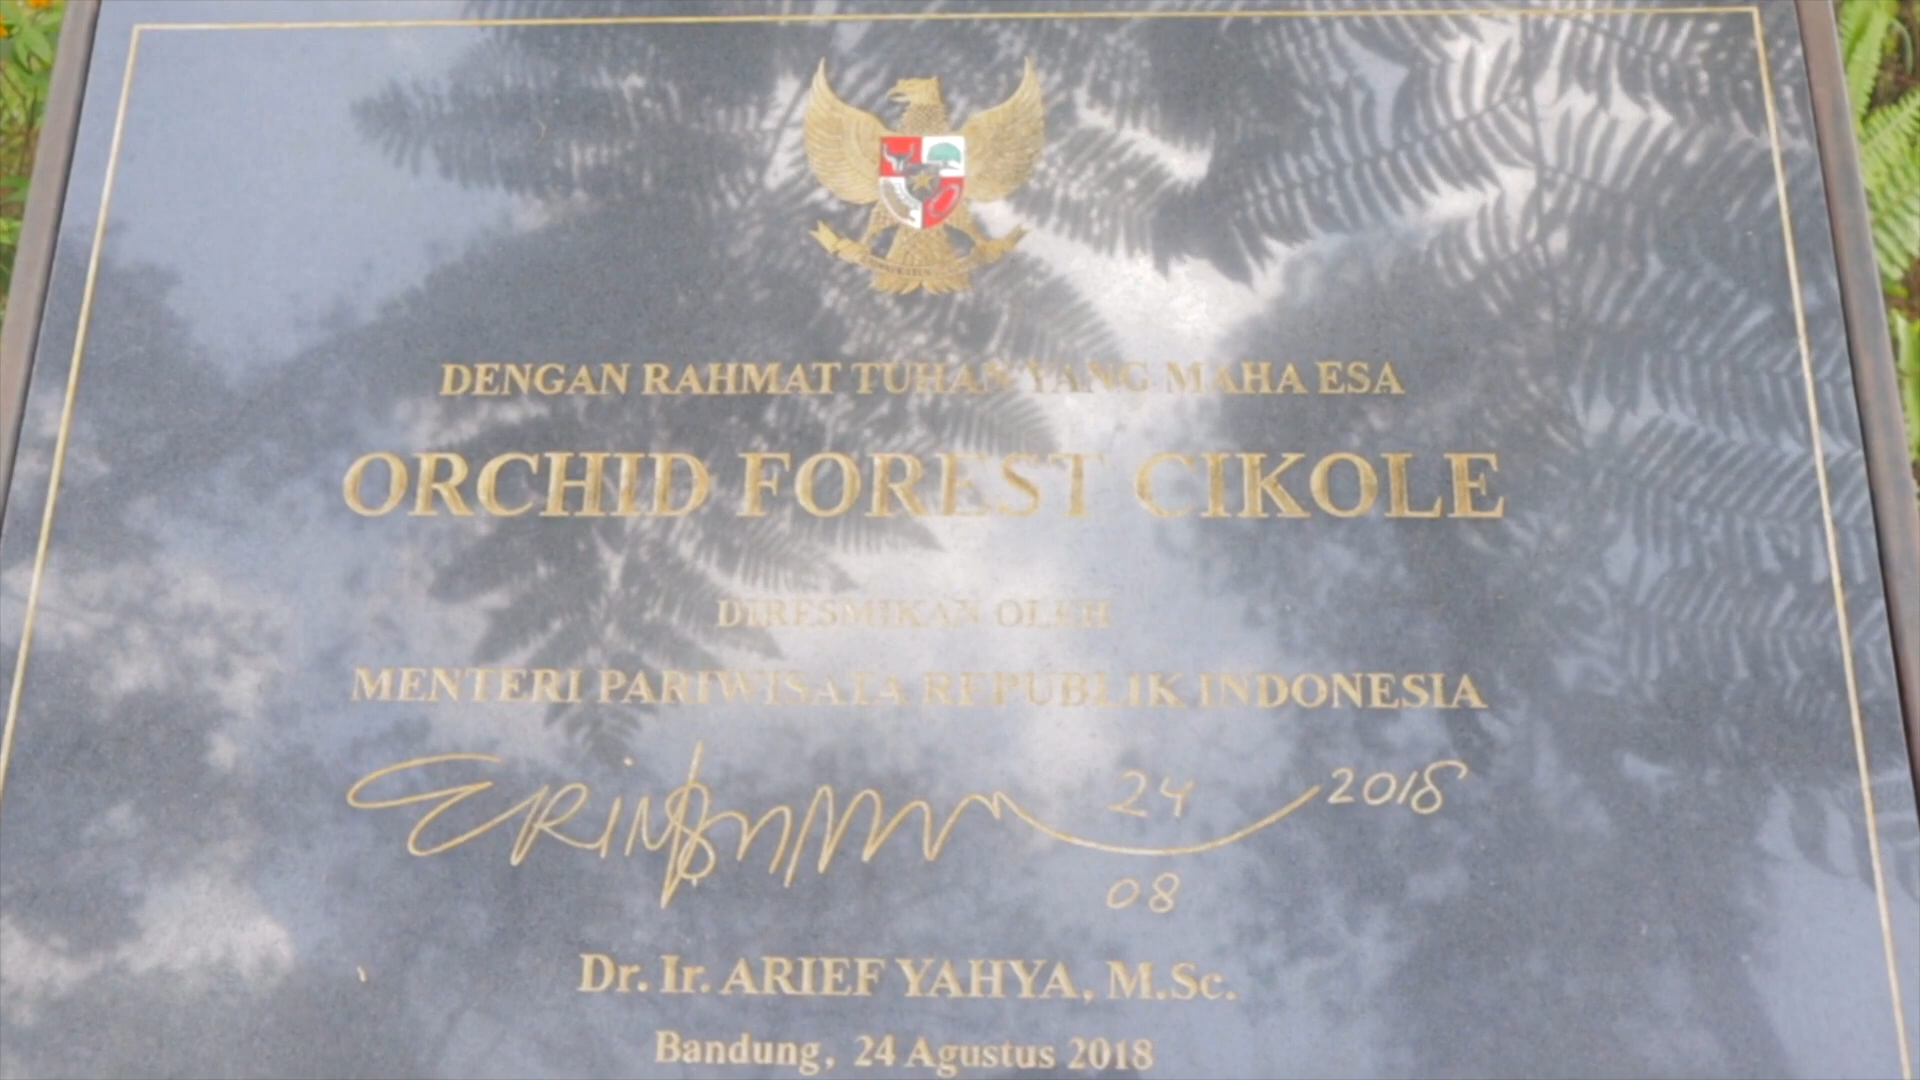 DENGAN RAHMAT TUHAN YANG MAHA ESA
ORCHID FOREST CIKOLE
DIRESMIKAN OLEH
MENTERI PARIWISATA REPUBLIK INDONESIA
24 2018
08
Dr. Ir. ARIEF YAHYA, M.Sc.
Bandung, 24 Agustus 2018